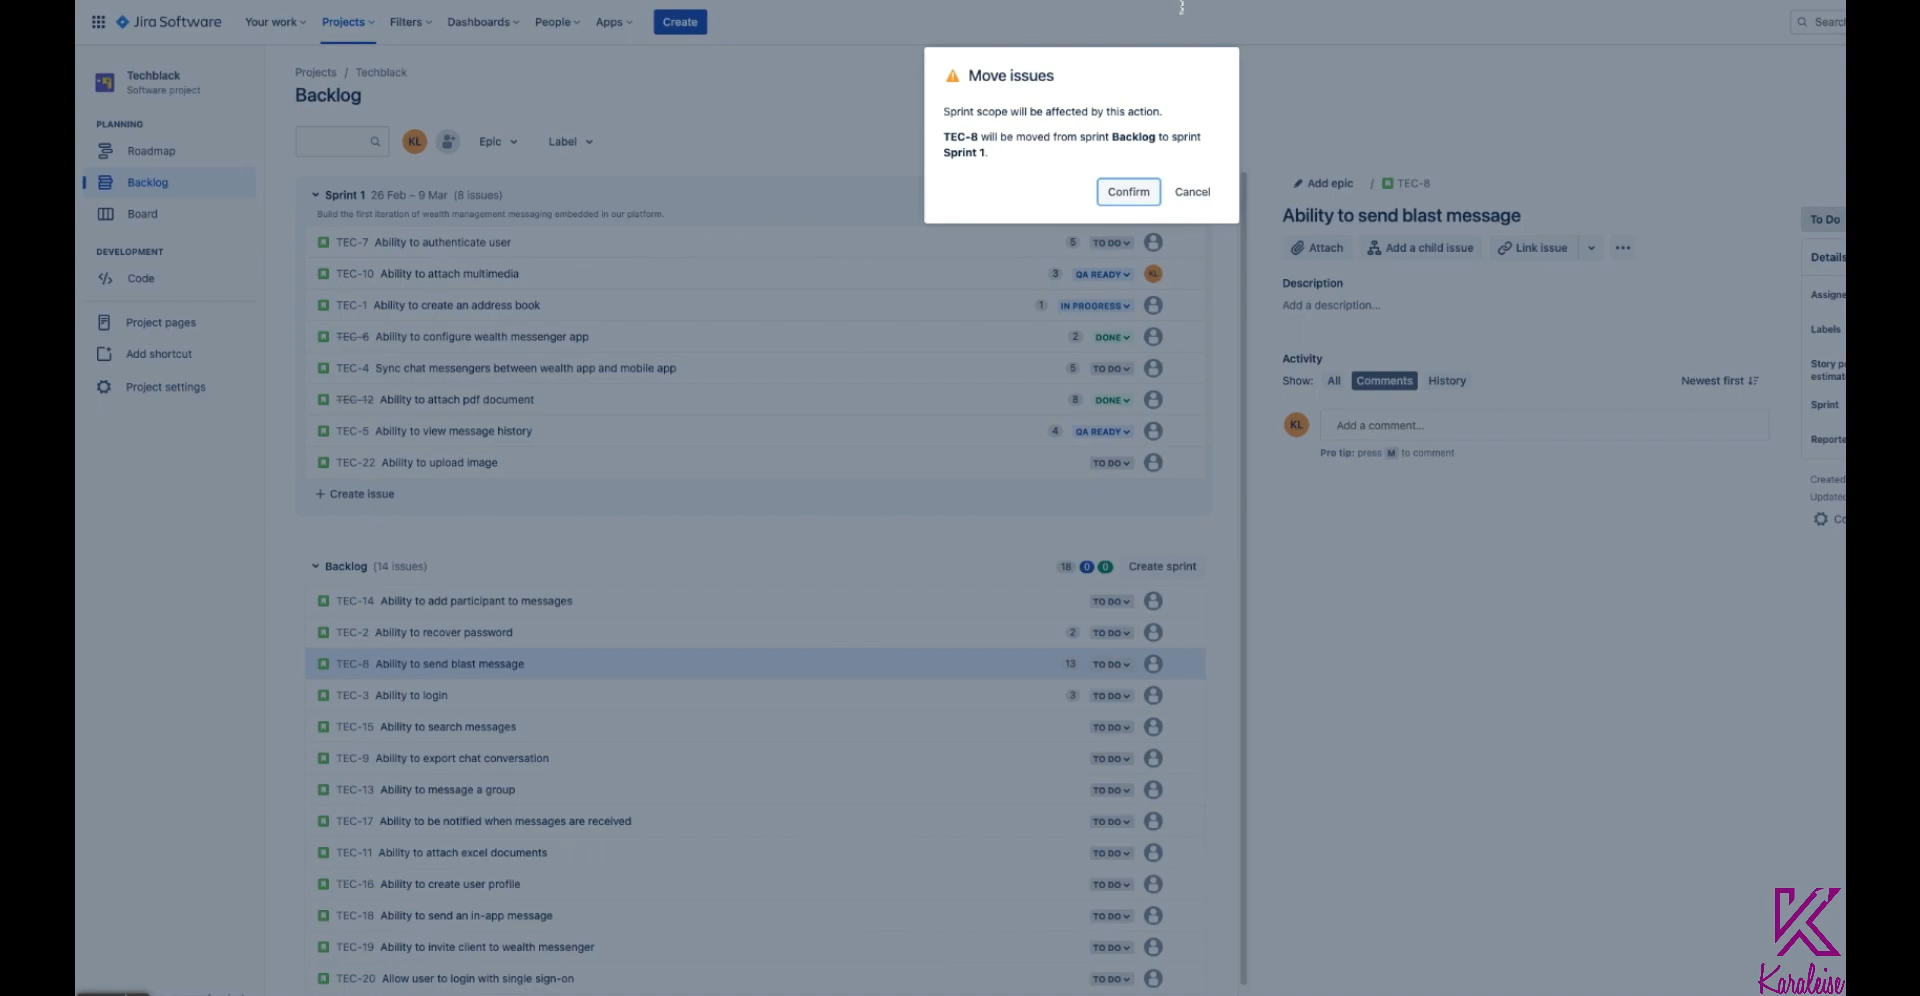 Jira Software Your work Projects Filters Dashboards People Apps Create
Techblack
Software project
PLANNING
Roadmap
Backlog
Board
DEVELOPMENT
Code
Project pages
Add shortcut
Project settings
Projects / Techblack
Backlog
KL Epic Label
Sprint 1 26 Feb – 9 Mar (8 issues)
Build the first iteration of wealth management messaging embedded in our platform.
TEC-7 Ability to authenticate user 5 TO DO
TEC-10 Ability to attach multimedia 3 QA READY KL
TEC-1 Ability to create an address book 1 IN PROGRESS
TEC-6 Ability to configure wealth messenger app 2 DONE
TEC-4 Sync chat messengers between wealth app and mobile app 5 TO DO
TEC-12 Ability to attach pdf document 8 DONE
TEC-5 Ability to view message history 4 QA READY
TEC-22 Ability to upload image TO DO
+ Create issue
Backlog (14 issues) 18 0 0 Create sprint
TEC-14 Ability to add participant to messages TO DO
TEC-2 Ability to recover password 2 TO DO
TEC-8 Ability to send blast message 13 TO DO
TEC-3 Ability to login 3 TO DO
TEC-15 Ability to search messages TO DO
TEC-9 Ability to export chat conversation TO DO
TEC-13 Ability to message a group TO DO
TEC-17 Ability to be notified when messages are received TO DO
TEC-11 Ability to attach excel documents TO DO
TEC-16 Ability to create user profile TO DO
TEC-18 Ability to send an in-app message TO DO
TEC-19 Ability to invite client to wealth messenger TO DO
TEC-20 Allow user to login with single sign-on TO DO
Move issues
Sprint scope will be affected by this action.
TEC-8 will be moved from sprint Backlog to sprint
Sprint 1.
Confirm Cancel
Add epic / TEC-8
Ability to send blast message
Attach Add a child issue Link issue
Description
Add a description...
Activity
Show: All Comments History Newest first
KL Add a comment...
Pro tip: press M to comment
To Do
Details
Labels
Sprint
Created
Karaleise